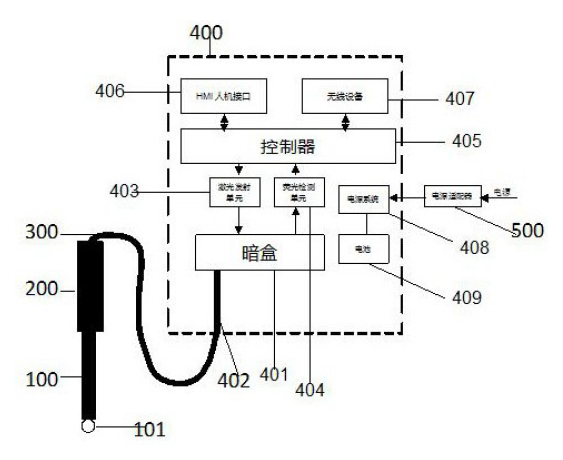 400
406
HMI人机接口
无线设备
407
控制器
405
403
激光发射
单元
荧光检测
单元
电源系统
电源适配器
电源
500
300
暗盒
电池
408
200
409
100
402
401
404
101